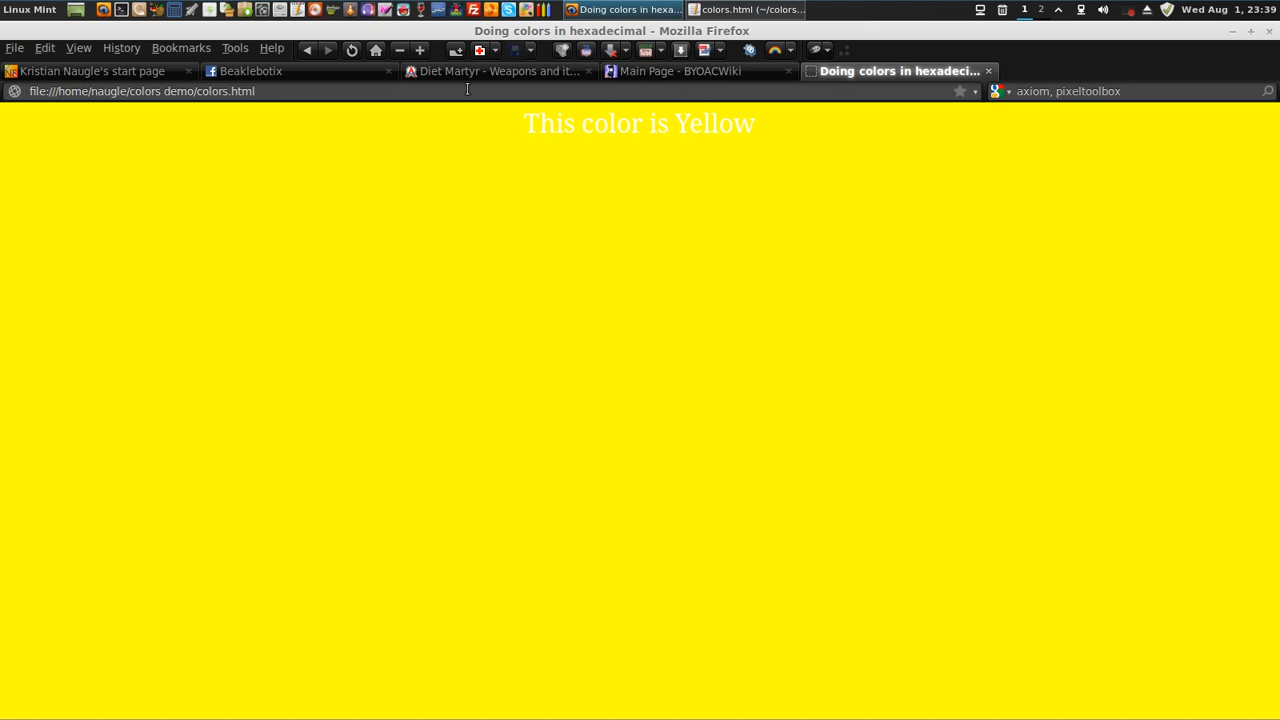 Linux Mint Doing colors in hexa... colors.html (~/colors... 1 2 Wed Aug 1, 23:39
Doing colors in hexadecimal - Mozilla Firefox
File Edit View History Bookmarks Tools Help
Kristian Naugle's start page Beaklebotix Diet Martyr - Weapons and it... Main Page - BYOACWiki Doing colors in hexadeci...
file:///home/naugle/colors demo/colors.html axiom, pixeltoolbox
This color is Yellow